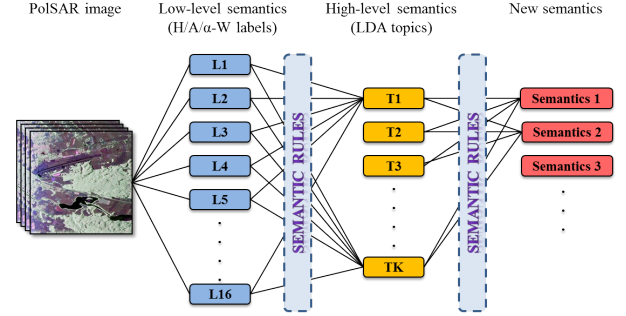 PolSAR image
Low-level semantics
(H/A/α-W labels)
High-level semantics
(LDA topics)
New semantics
L1
L2
L3
L4
L5
L16
SEMANTIC RULES
T1
T2
T3
TK
SEMANTIC RULES
Semantics 1
Semantics 2
Semantics 3